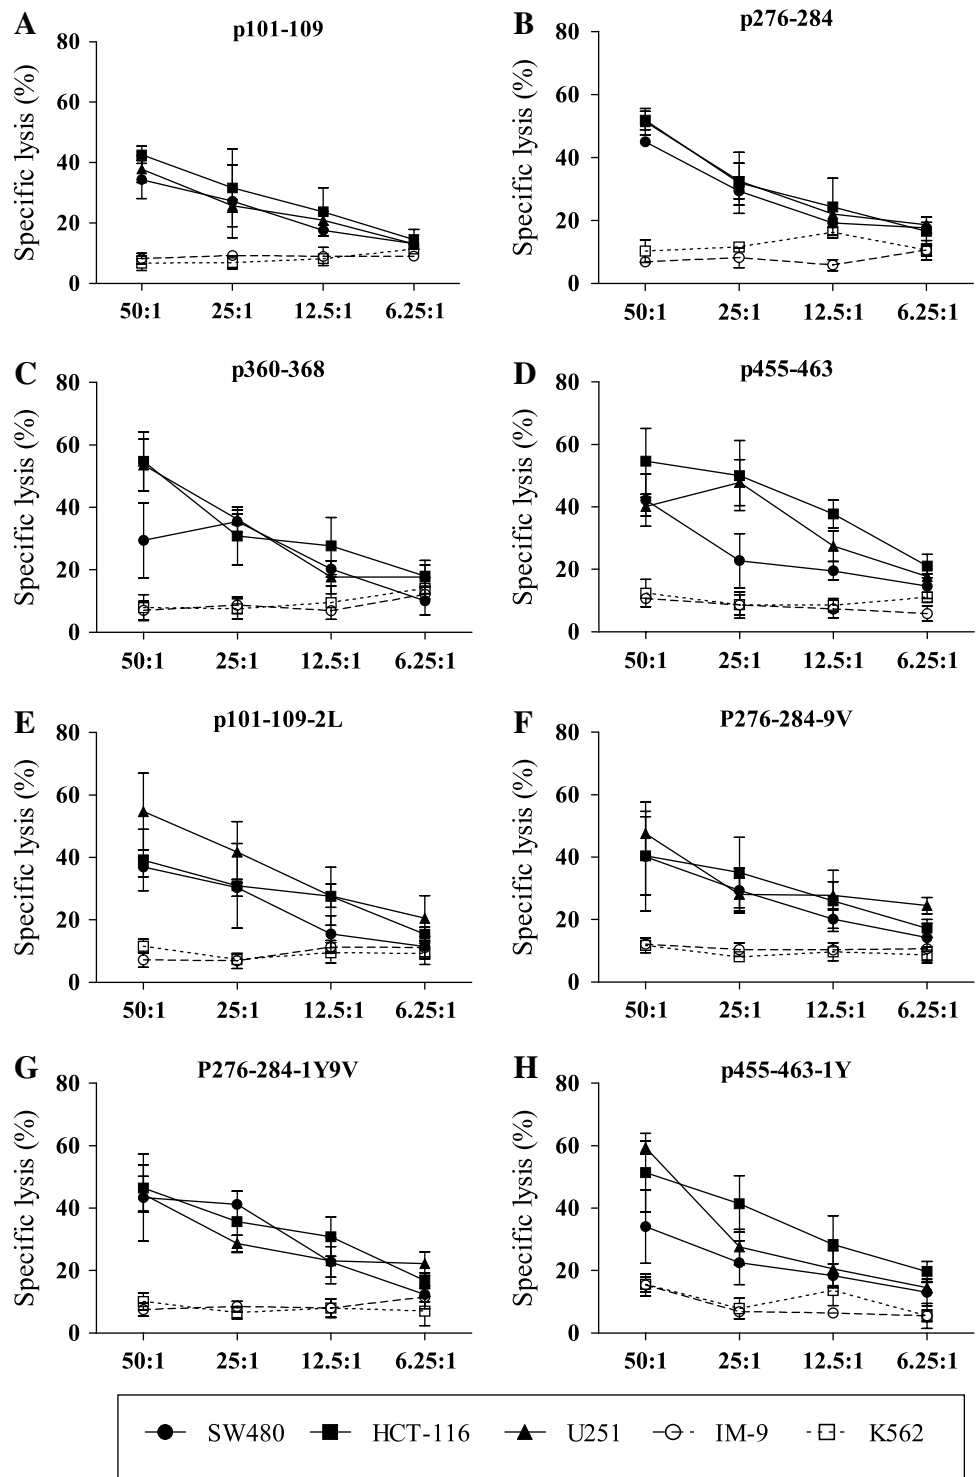 A
p101-109
Specific lysis (%)
80
60
40
20
0
50:1 25:1 12.5:1 6.25:1
B
p276-284
Specific lysis (%)
80
60
40
20
0
50:1 25:1 12.5:1 6.25:1
C
p360-368
Specific lysis (%)
80
60
40
20
0
50:1 25:1 12.5:1 6.25:1
D
p455-463
Specific lysis (%)
80
60
40
20
0
50:1 25:1 12.5:1 6.25:1
E
p101-109-2L
Specific lysis (%)
80
60
40
20
0
50:1 25:1 12.5:1 6.25:1
F
P276-284-9V
Specific lysis (%)
80
60
40
20
0
50:1 25:1 12.5:1 6.25:1
G
P276-284-1Y9V
Specific lysis (%)
80
60
40
20
0
50:1 25:1 12.5:1 6.25:1
H
p455-463-1Y
Specific lysis (%)
80
60
40
20
0
50:1 25:1 12.5:1 6.25:1
SW480 HCT-116 U251 IM-9 K562